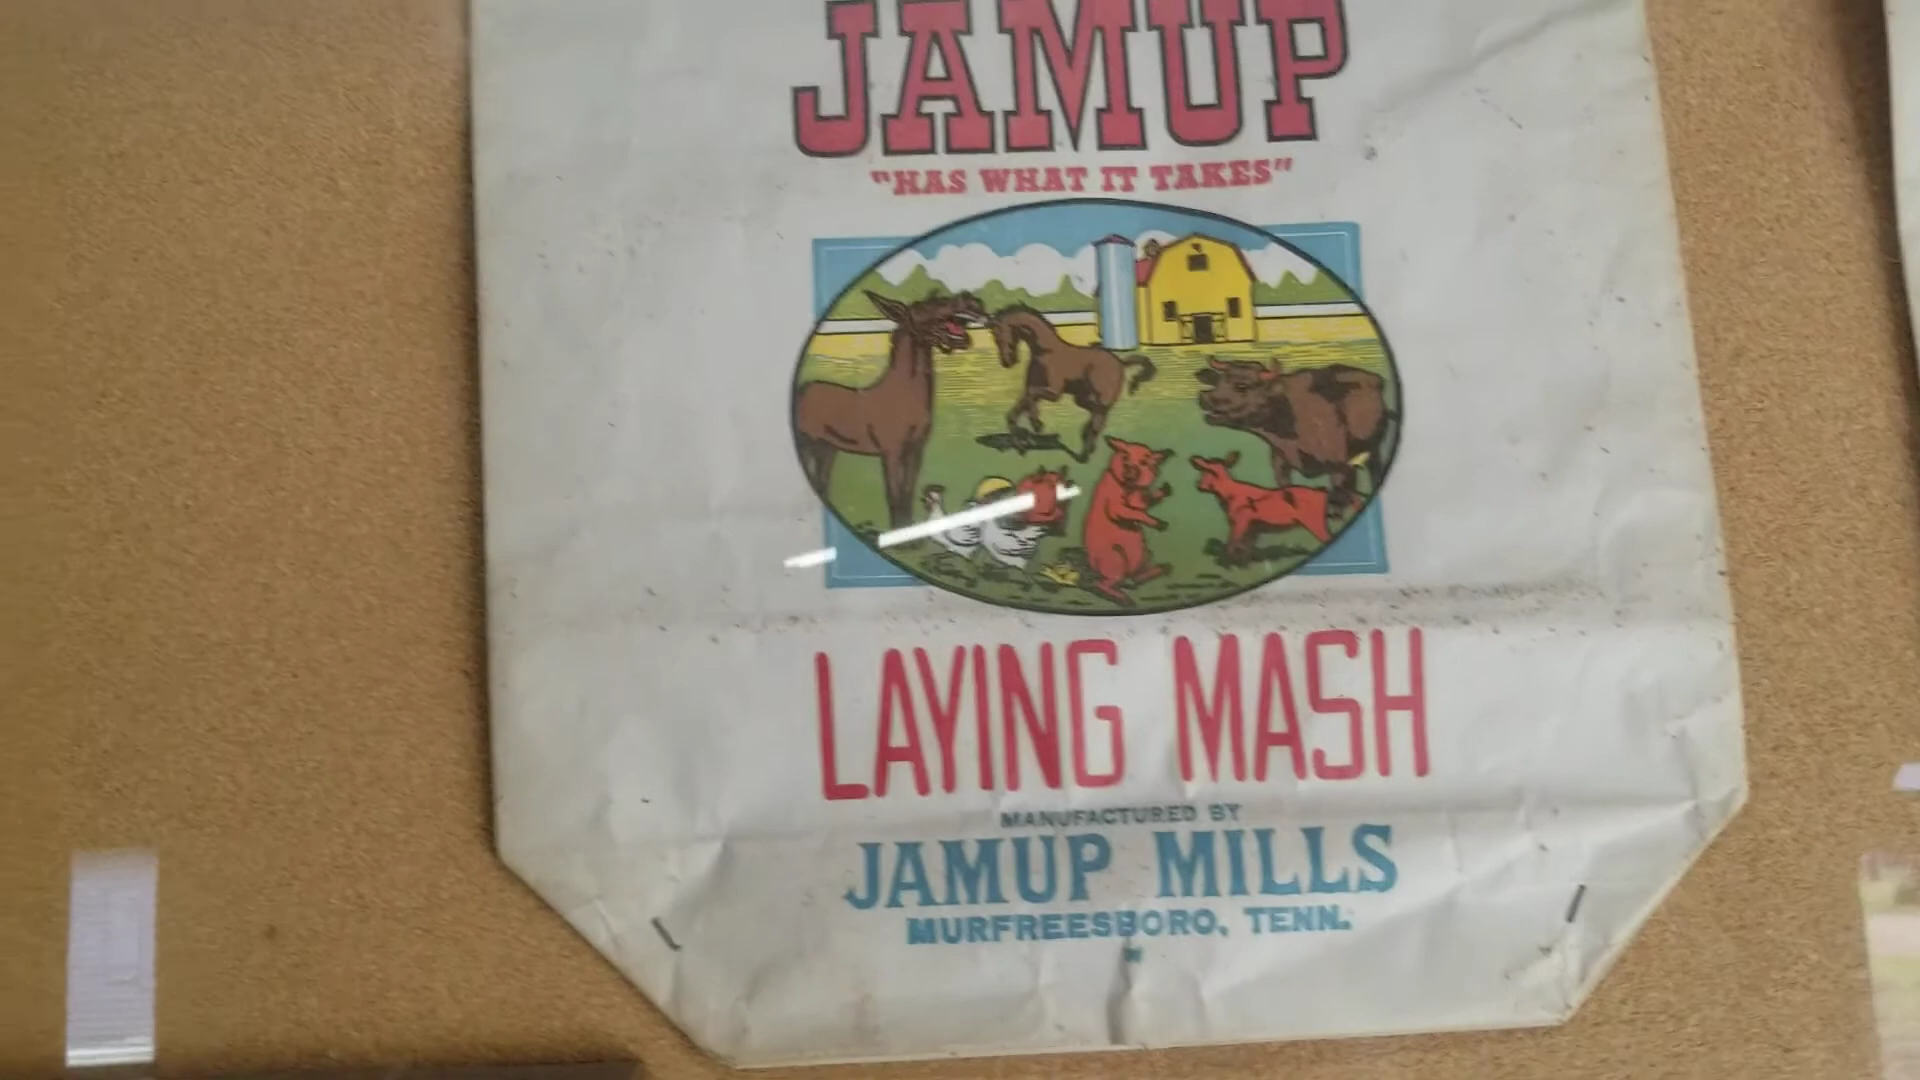 JAMUP
"HAS WHAT IT TAKES"
LAYING MASH
MANUFACTURED BY
JAMUP MILLS
MURFREESBORO, TENN.